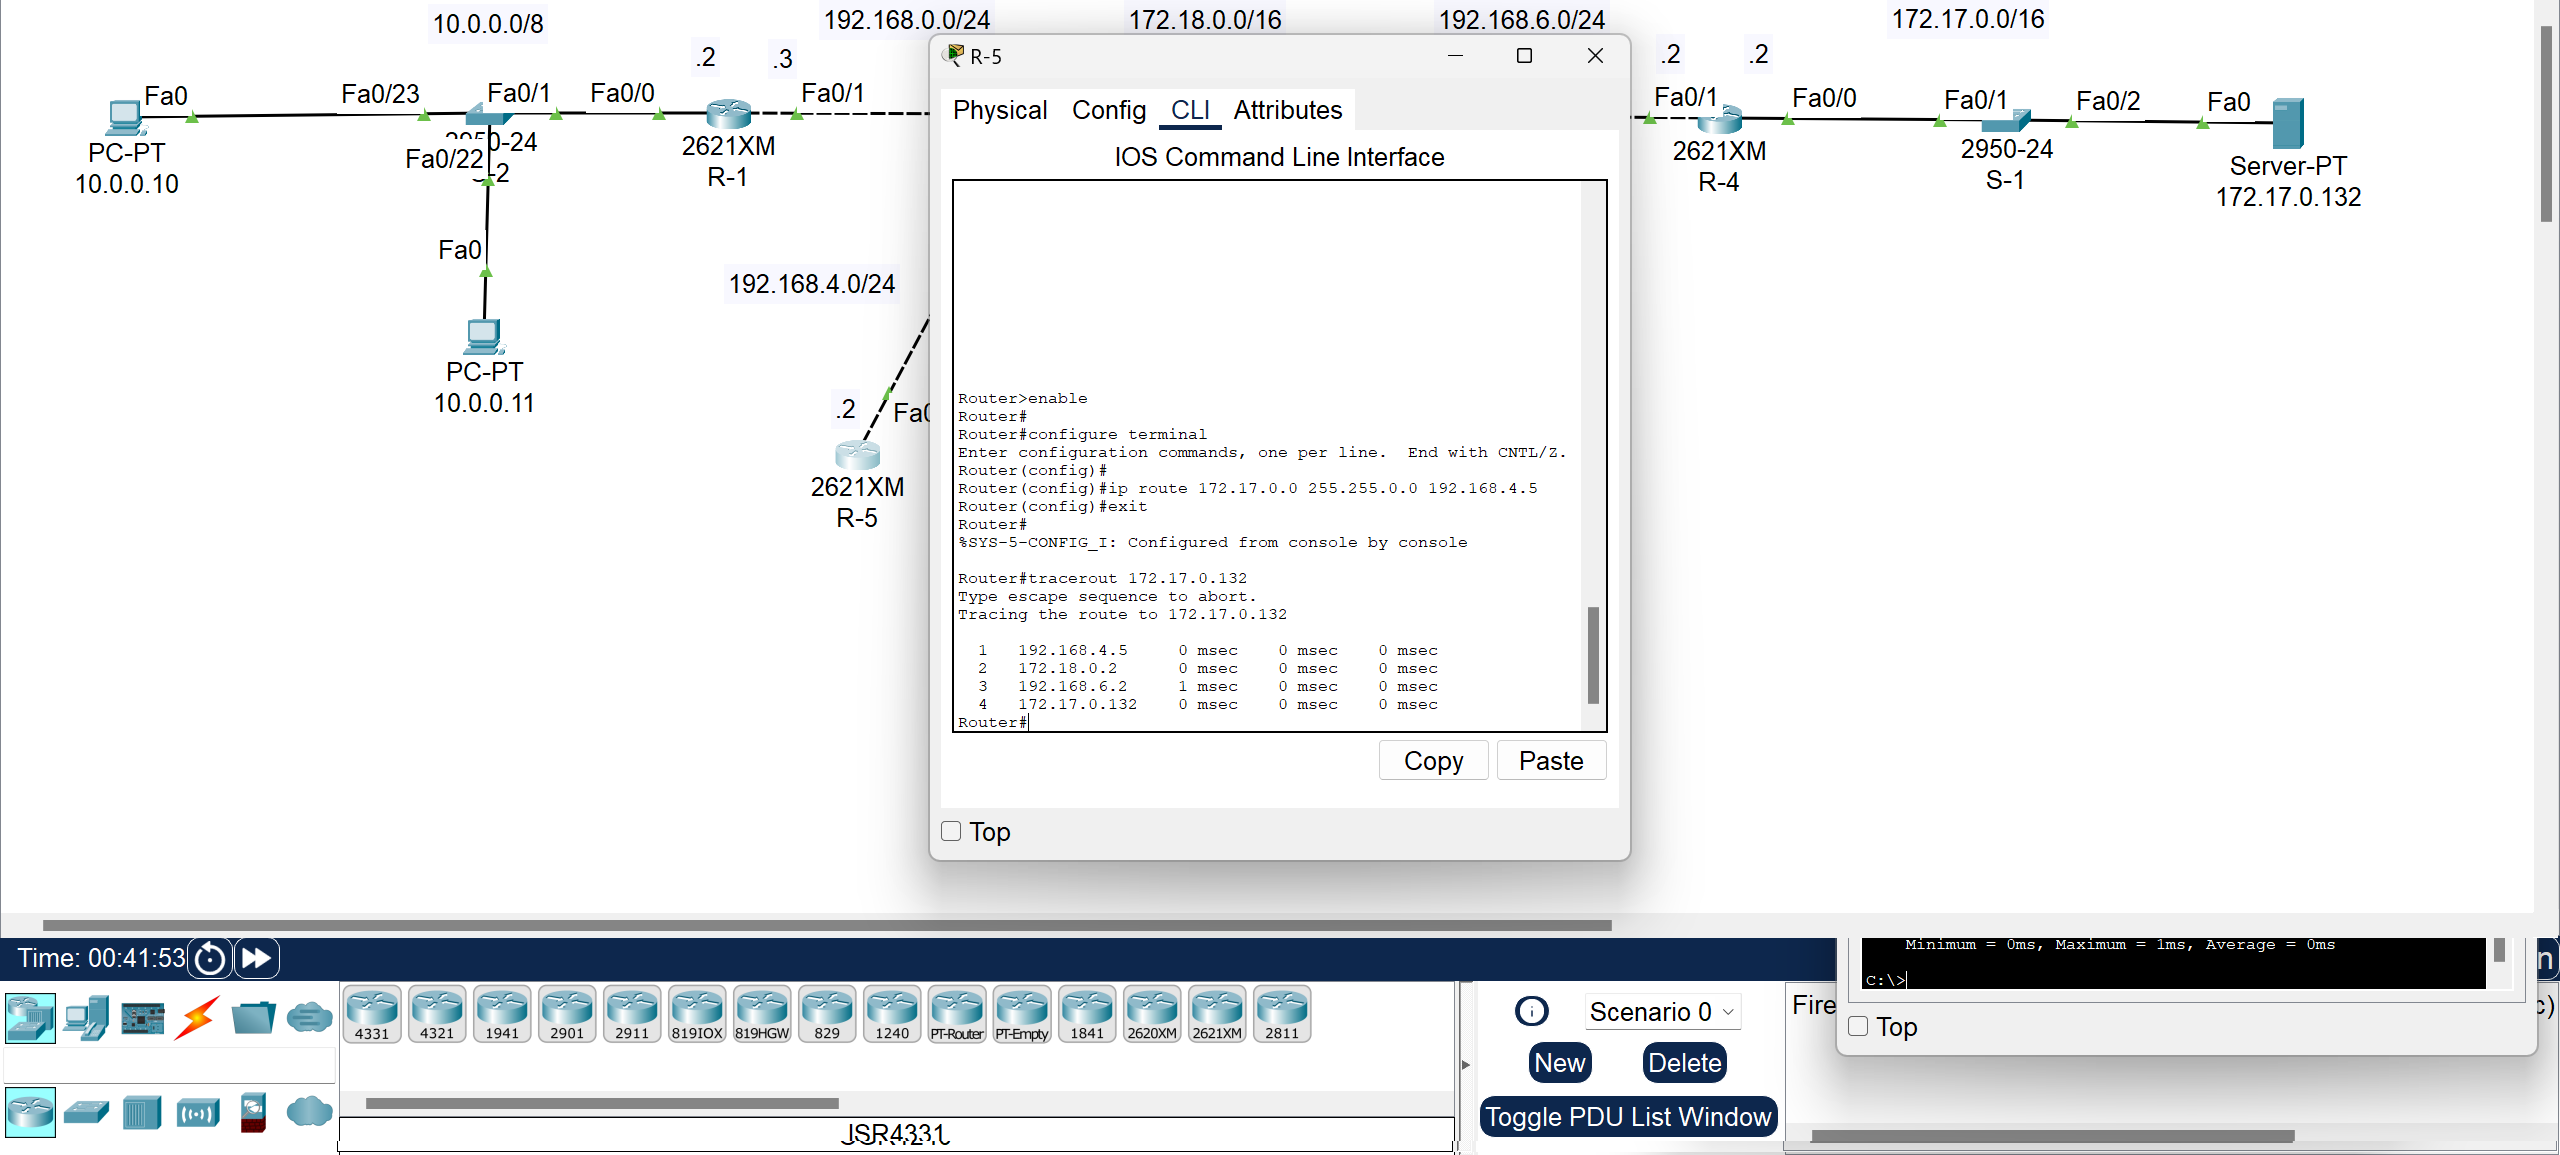 10.0.0.0/8
192.168.0.0/24
172.18.0.0/16
192.168.6.0/24
172.17.0.0/16
.2
.3
Fa0
Fa0/23
Fa0/1
Fa0/0
Fa0/1
PC-PT
10.0.0.10
Fa0/22
2621XM
R-1
Fa0
PC-PT
10.0.0.11
192.168.4.0/24
.2
2621XM
R-5
R-5
Physical
Config
CLI
Attributes
IOS Command Line Interface
Router>enable
Router#
Router#configure terminal
Enter configuration commands, one per line.  End with CNTL/Z.
Router(config)#
Router(config)#ip route 172.17.0.0 255.255.0.0 192.168.4.5
Router(config)#exit
Router#
%SYS-5-CONFIG_I: Configured from console by console
Router#tracerout 172.17.0.132
Type escape sequence to abort.
Tracing the route to 172.17.0.132
1 192.168.4.5 0 msec 0 msec 0 msec
2 172.18.0.2 0 msec 0 msec 0 msec
3 192.168.6.2 1 msec 0 msec 0 msec
4 172.17.0.132 0 msec 0 msec 0 msec
Router#
Copy
Paste
Top
.2
.2
Fa0/1
Fa0/0
Fa0/1
Fa0/2
Fa0
2621XM
R-4
2950-24
S-1
Server-PT
172.17.0.132
Time: 00:41:53
Minimum = 0ms, Maximum = 1ms, Average = 0ms
C:\>
Top
4331
4321
1941
2901
2911
819IOX
819HGW
829
1240
PT-Router
PT-Empty
1841
2620XM
2621XM
2811
Scenario 0
Fire
New
Delete
Toggle PDU List Window